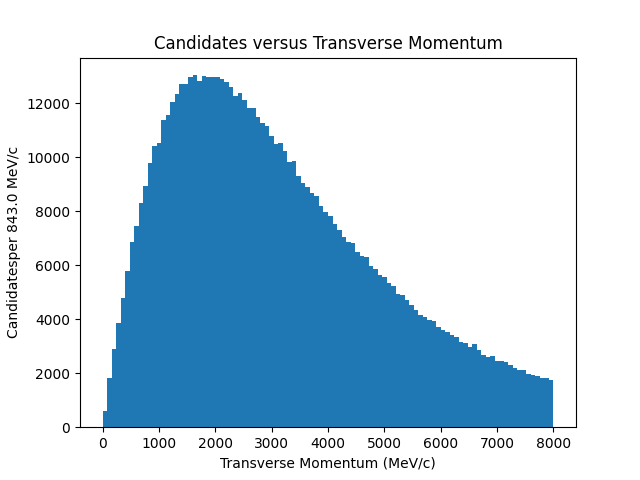 Candidates versus Transverse Momentum
Candidatesper 843.0 MeV/c
12000
10000
8000
6000
4000
2000
0
0 1000 2000 3000 4000 5000 6000 7000 8000
Transverse Momentum (MeV/c)